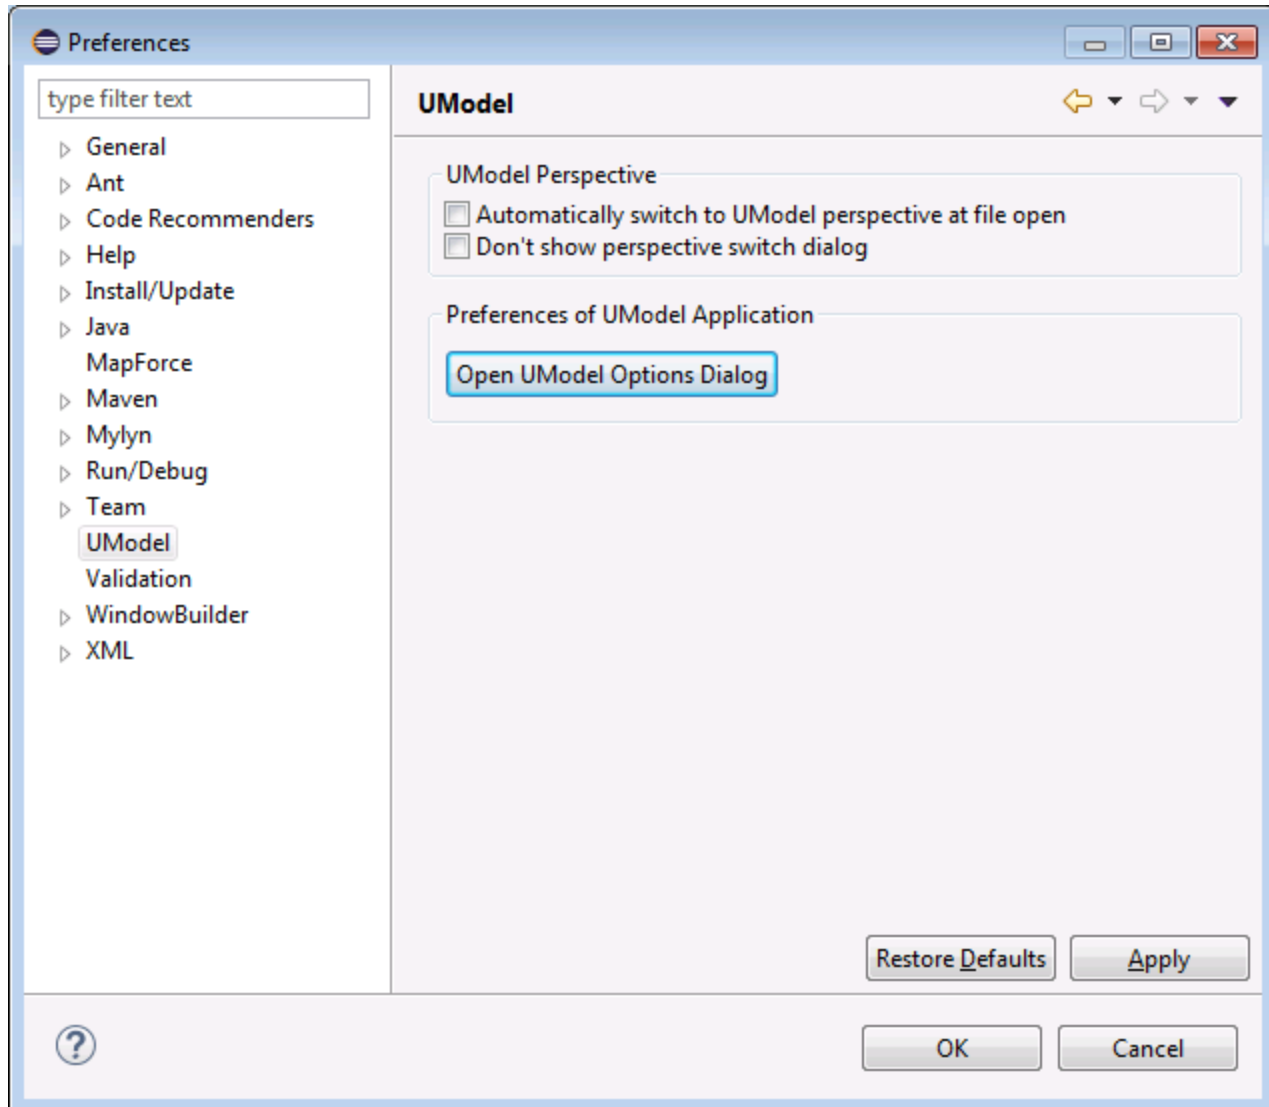 Preferences
type filter text
General
Ant
Code Recommenders
Help
Install/Update
Java
MapForce
Maven
Mylyn
Run/Debug
Team
UModel
Validation
WindowBuilder
XML
UModel
UModel Perspective
Automatically switch to UModel perspective at file open
Don't show perspective switch dialog
Preferences of UModel Application
Open UModel Options Dialog
Restore Defaults
Apply
?
OK
Cancel